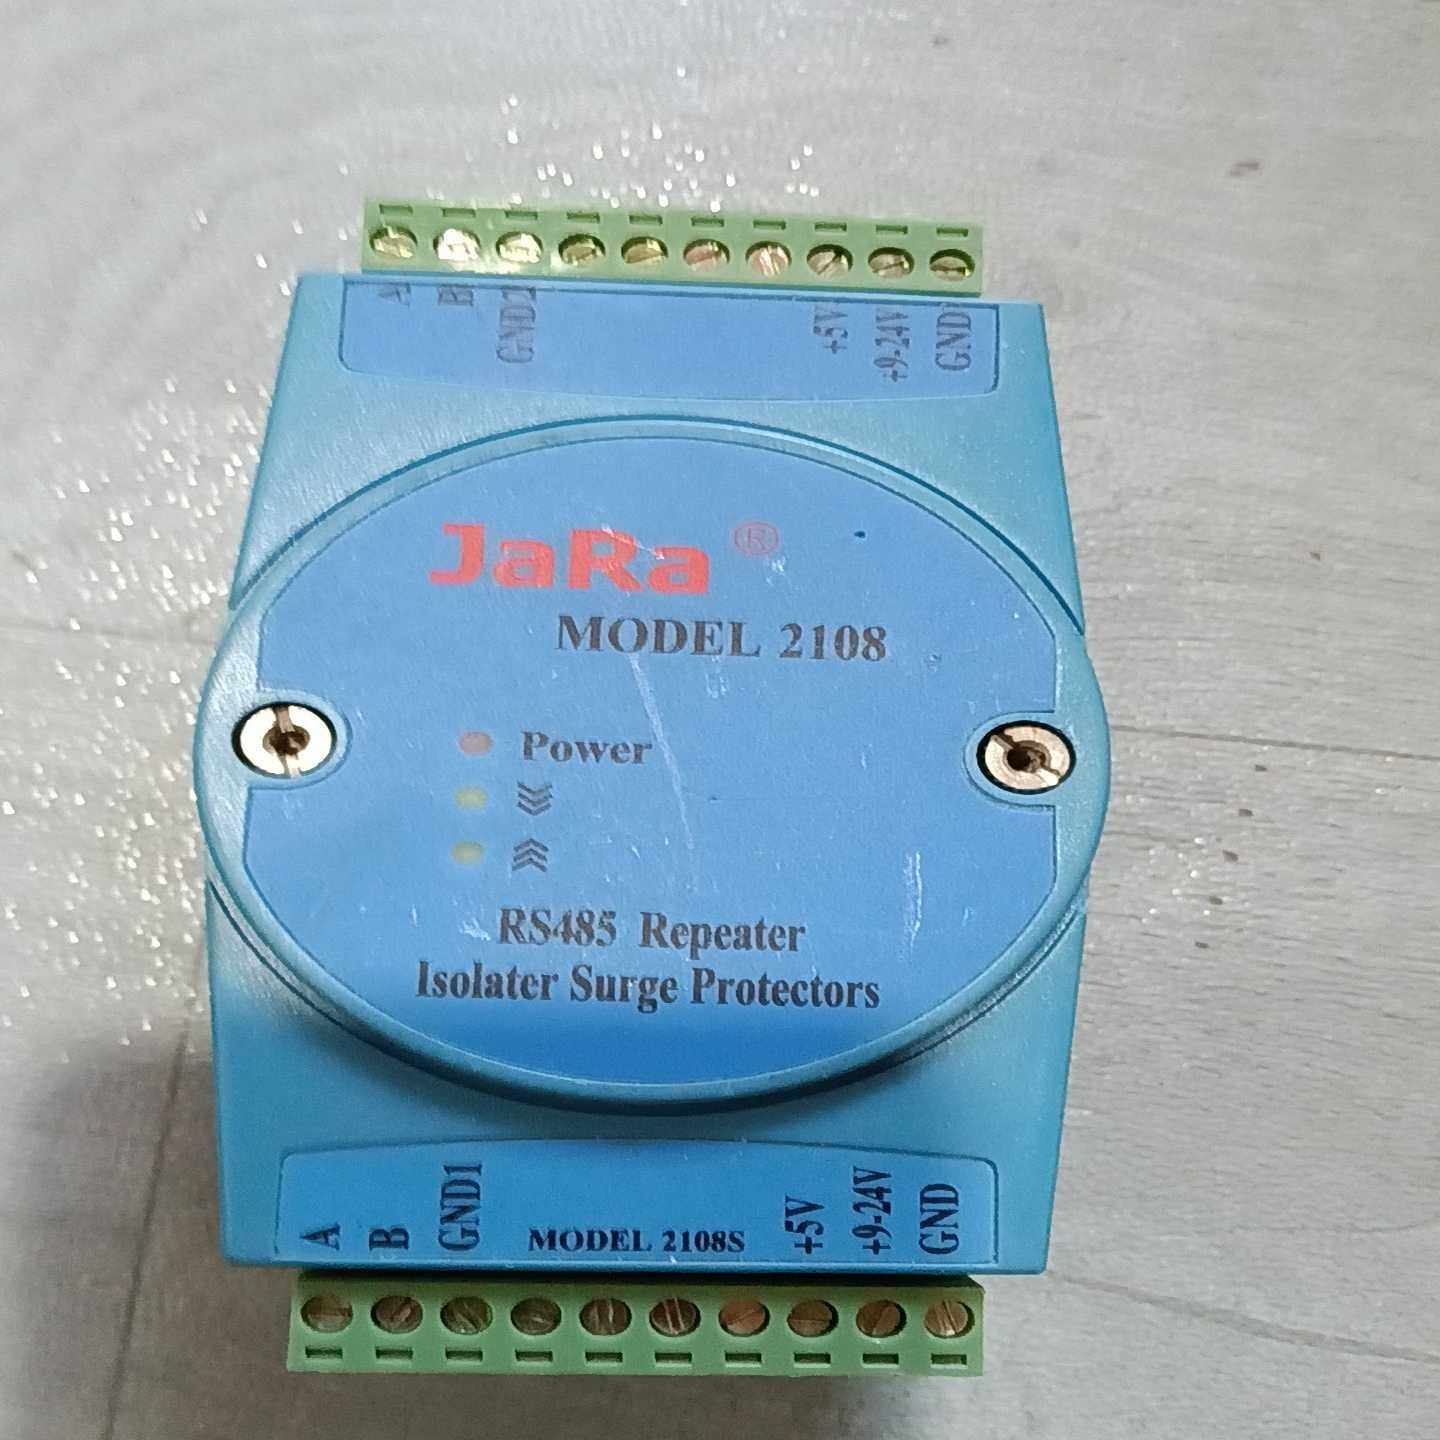 A B GND2 +5V +9-24V GND
JaRa ®
MODEL 2108
Power
RS485 Repeater
Isolater Surge Protectors
A B GND1 MODEL 2108S +5V +9-24V GND